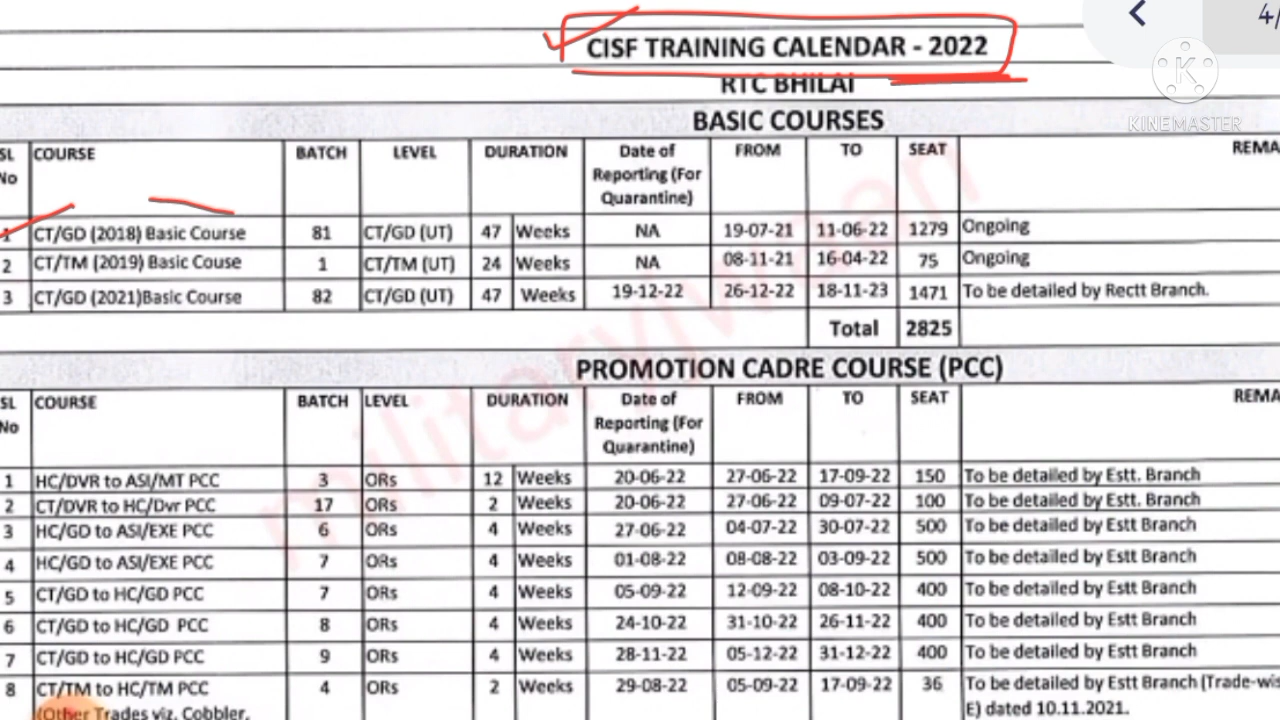 4/
CISF TRAINING CALENDAR - 2022
K
KINEMASTER
RTC BHILAI
BASIC COURSES
SL No COURSE BATCH LEVEL DURATION Date of Reporting (For Quarantine) FROM TO SEAT REMA
1 CT/GD (2018) Basic Course 81 CT/GD (UT) 47 Weeks NA 19-07-21 11-06-22 1279 Ongoing
2 CT/TM (2019) Basic Couse 1 CT/TM (UT) 24 Weeks NA 08-11-21 16-04-22 75 Ongoing
3 CT/GD (2021)Basic Course 82 CT/GD (UT) 47 Weeks 19-12-22 26-12-22 18-11-23 1471 To be detailed by Rectt Branch.
Total 2825
PROMOTION CADRE COURSE (PCC)
SL No COURSE BATCH LEVEL DURATION Date of Reporting (For Quarantine) FROM TO SEAT REMA
1 HC/DVR to ASI/MT PCC 3 ORs 12 Weeks 20-06-22 27-06-22 17-09-22 150 To be detailed by Estt. Branch
2 CT/DVR to HC/Dvr PCC 17 ORs 2 Weeks 20-06-22 27-06-22 09-07-22 100 To be detailed by Estt. Branch
3 HC/GD to ASI/EXE PCC 6 ORs 4 Weeks 27-06-22 04-07-22 30-07-22 500 To be detailed by Estt Branch
4 HC/GD to ASI/EXE PCC 7 ORs 4 Weeks 01-08-22 08-08-22 03-09-22 500 To be detailed by Estt Branch
5 CT/GD to HC/GD PCC 7 ORs 4 Weeks 05-09-22 12-09-22 08-10-22 400 To be detailed by Estt Branch
6 CT/GD to HC/GD PCC 8 ORs 4 Weeks 24-10-22 31-10-22 26-11-22 400 To be detailed by Estt Branch
7 CT/GD to HC/GD PCC 9 ORs 4 Weeks 28-11-22 05-12-22 31-12-22 400 To be detailed by Estt Branch
8 CT/TM to HC/TM PCC 4 ORs 2 Weeks 29-08-22 05-09-22 17-09-22 36 To be detailed by Estt Branch (Trade-wis
(Other Trades viz. Cobbler, E) dated 10.11.2021.